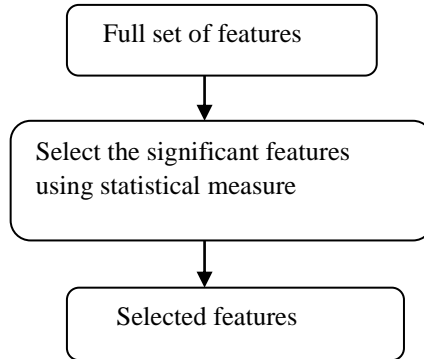 Full set of features
Select the significant features
using statistical measure
Selected features